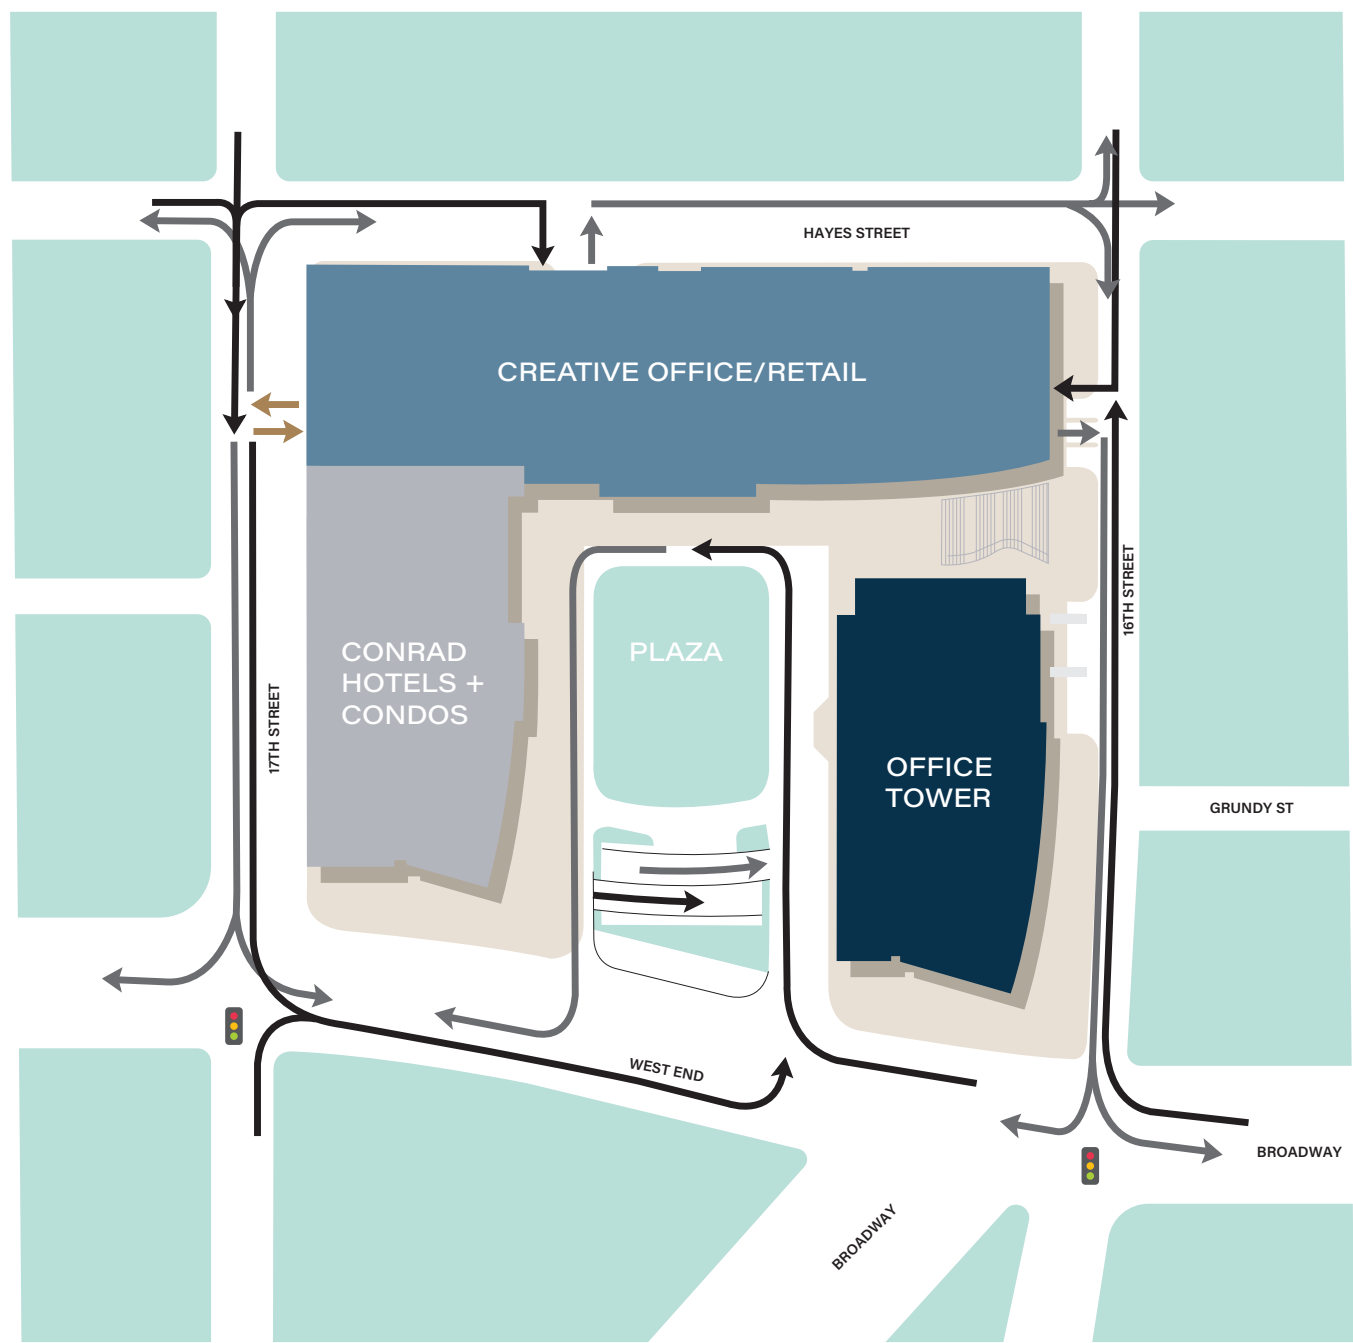 HAYES STREET
CREATIVE OFFICE/RETAIL
16TH STREET
CONRAD
HOTELS +
CONDOS
PLAZA
17TH STREET
OFFICE
TOWER
GRUNDY ST
WEST END
BROADWAY
BROADWAY